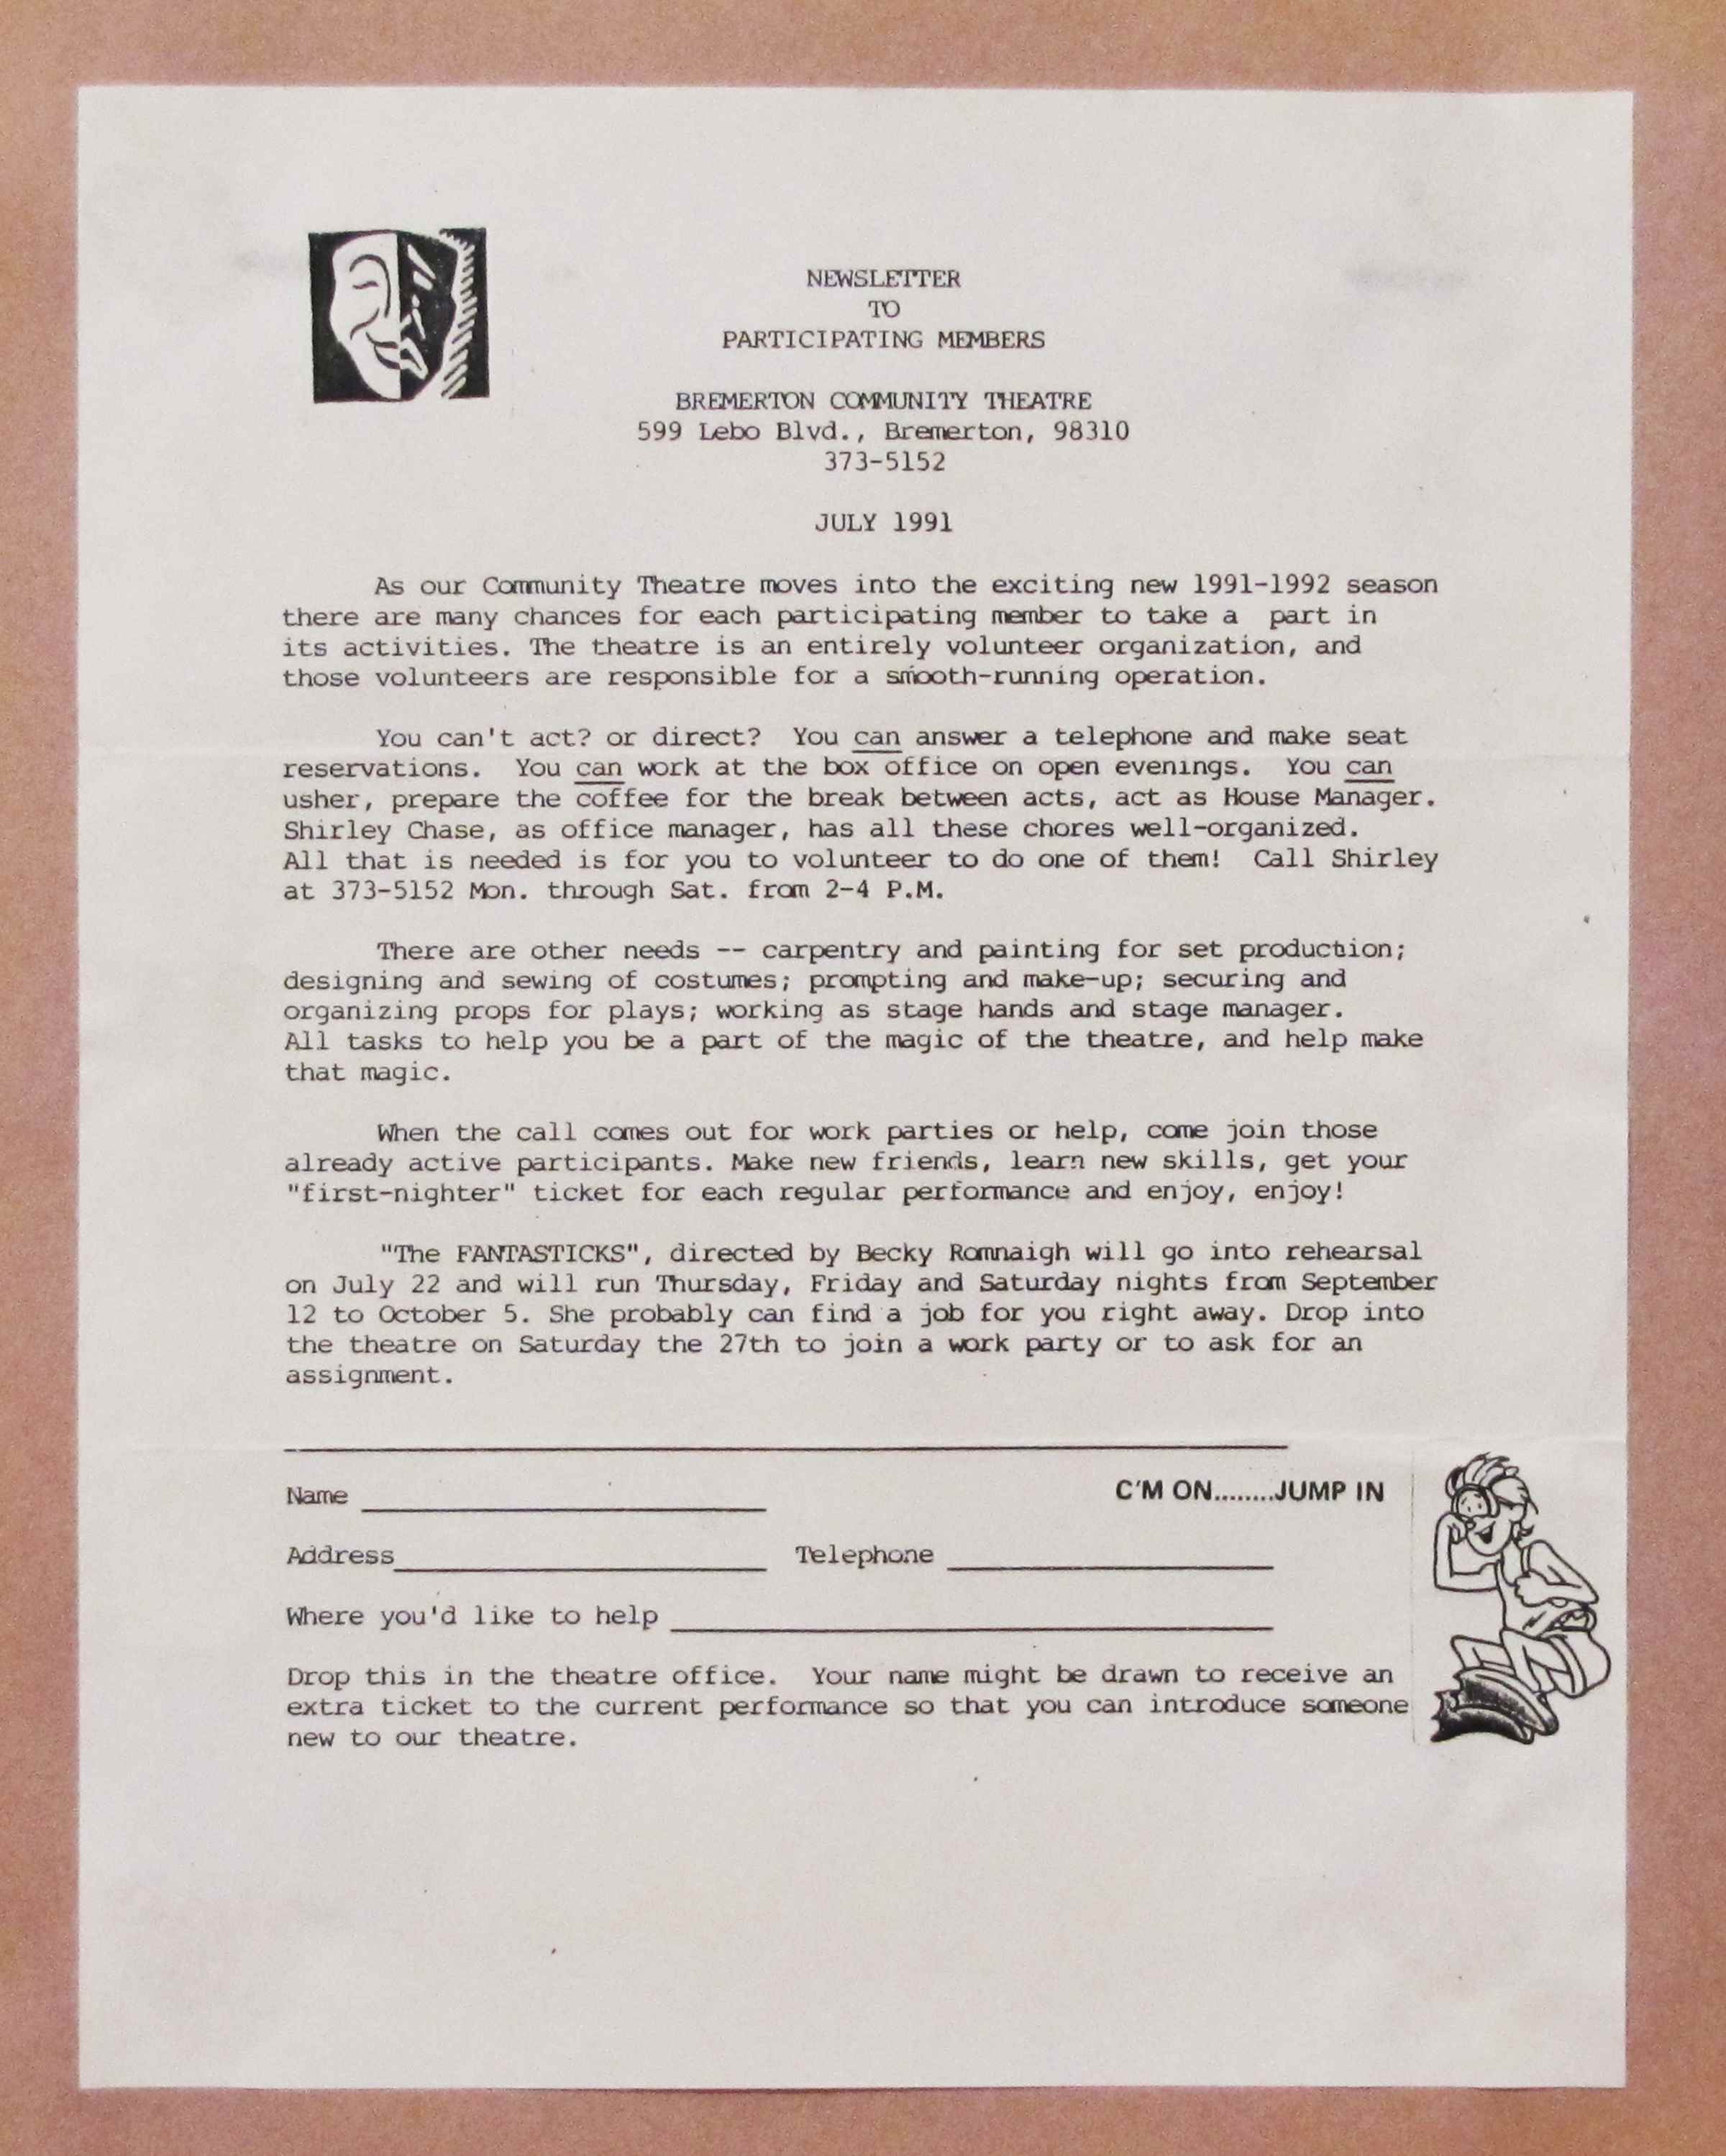 NEWSLETTER
TO
PARTICIPATING MEMBERS
BREMERTON COMMUNITY THEATRE
599 Lebo Blvd., Bremerton, 98310
373-5152
JULY 1991
As our Community Theatre moves into the exciting new 1991-1992 season
there are many chances for each participating member to take a  part in
its activities. The theatre is an entirely volunteer organization, and
those volunteers are responsible for a smooth-running operation.
You can't act? or direct?  You can answer a telephone and make seat
reservations.  You can work at the box office on open evenings.  You can
usher, prepare the coffee for the break between acts, act as House Manager.
Shirley Chase, as office manager, has all these chores well-organized.
All that is needed is for you to volunteer to do one of them!  Call Shirley
at 373-5152 Mon. through Sat. from 2-4 P.M.
There are other needs -- carpentry and painting for set production;
designing and sewing of costumes; prompting and make-up; securing and
organizing props for plays; working as stage hands and stage manager.
All tasks to help you be a part of the magic of the theatre, and help make
that magic.
When the call comes out for work parties or help, come join those
already active participants. Make new friends, learn new skills, get your
"first-nighter" ticket for each regular performance and enjoy, enjoy!
"The FANTASTICKS", directed by Becky Romnaigh will go into rehearsal
on July 22 and will run Thursday, Friday and Saturday nights from September
12 to October 5. She probably can find a job for you right away. Drop into
the theatre on Saturday the 27th to join a work party or to ask for an
assignment.
Name ____ C'M ON........JUMP IN
Address____ Telephone ____
Where you'd like to help ____
Drop this in the theatre office.  Your name might be drawn to receive an
extra ticket to the current performance so that you can introduce someone
new to our theatre.